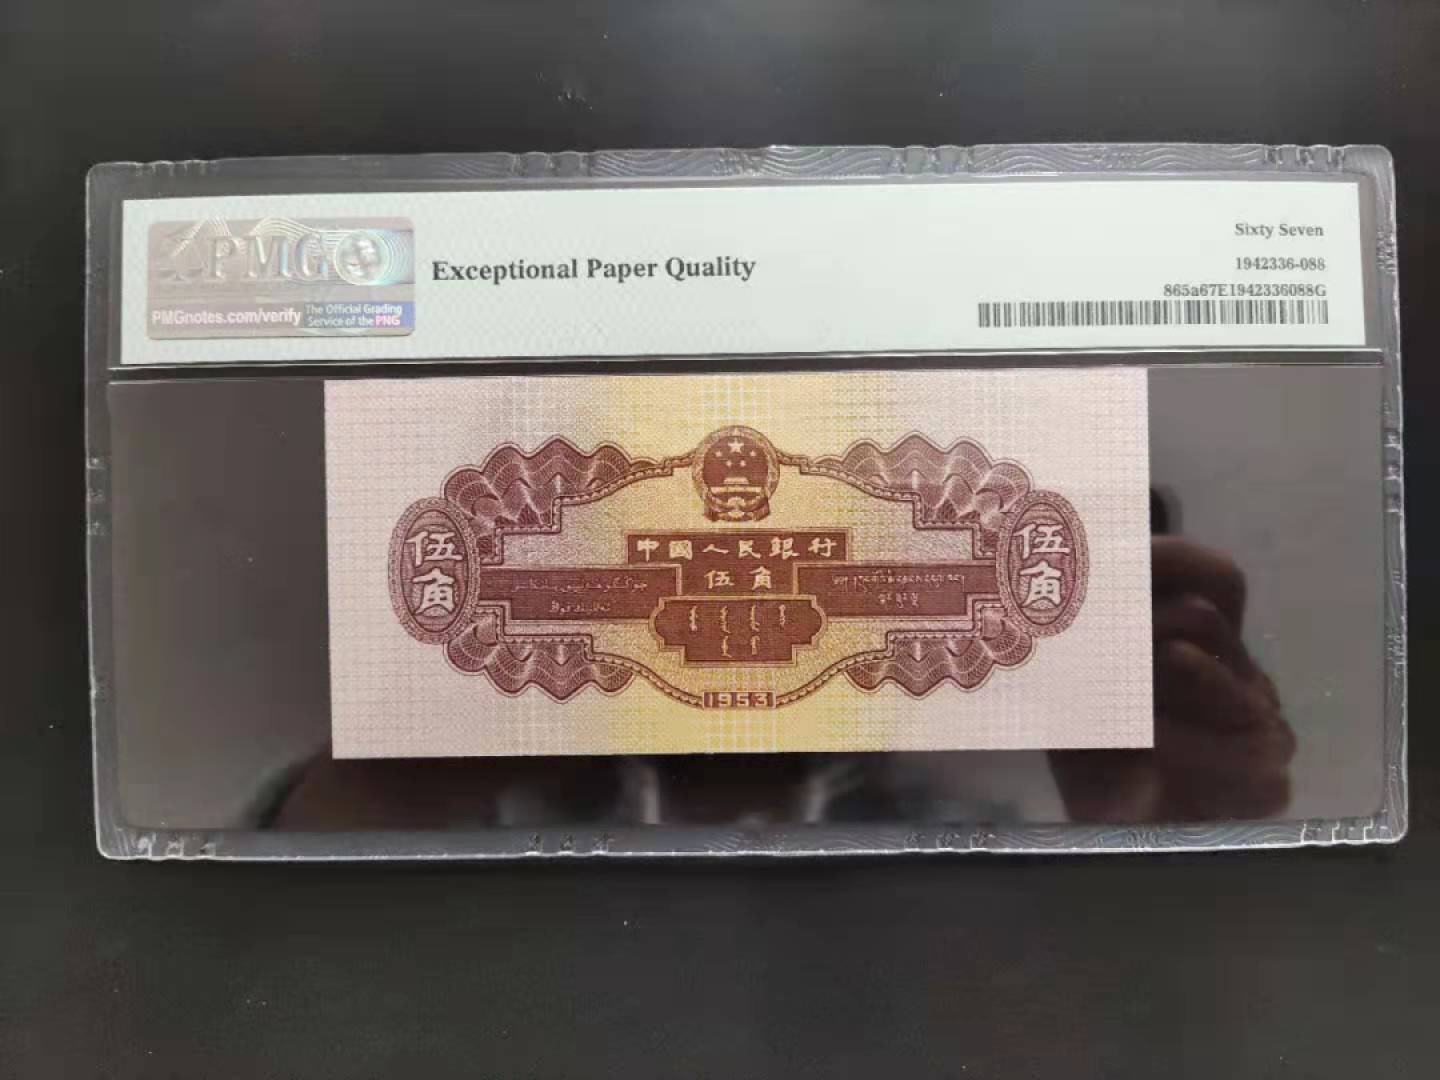 PMG
PMGnotes.com/verify
The Official Grading
Service of the PNG
Exceptional Paper Quality
Sixty Seven
1942336-088
865a67E1942336088G
中國人民銀行
伍角
伍角
伍角
1953